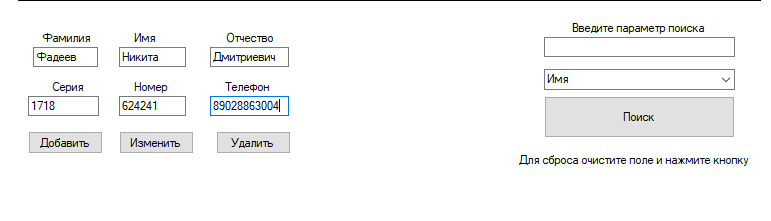 Фамилия Имя Отчество
Фадеев Никита Дмитриевич
Серия Номер Телефон
1718 624241 89028863004
Добавить Изменить Удалить
Введите параметр поиска
Имя
Поиск
Для сброса очистите поле и нажмите кнопку